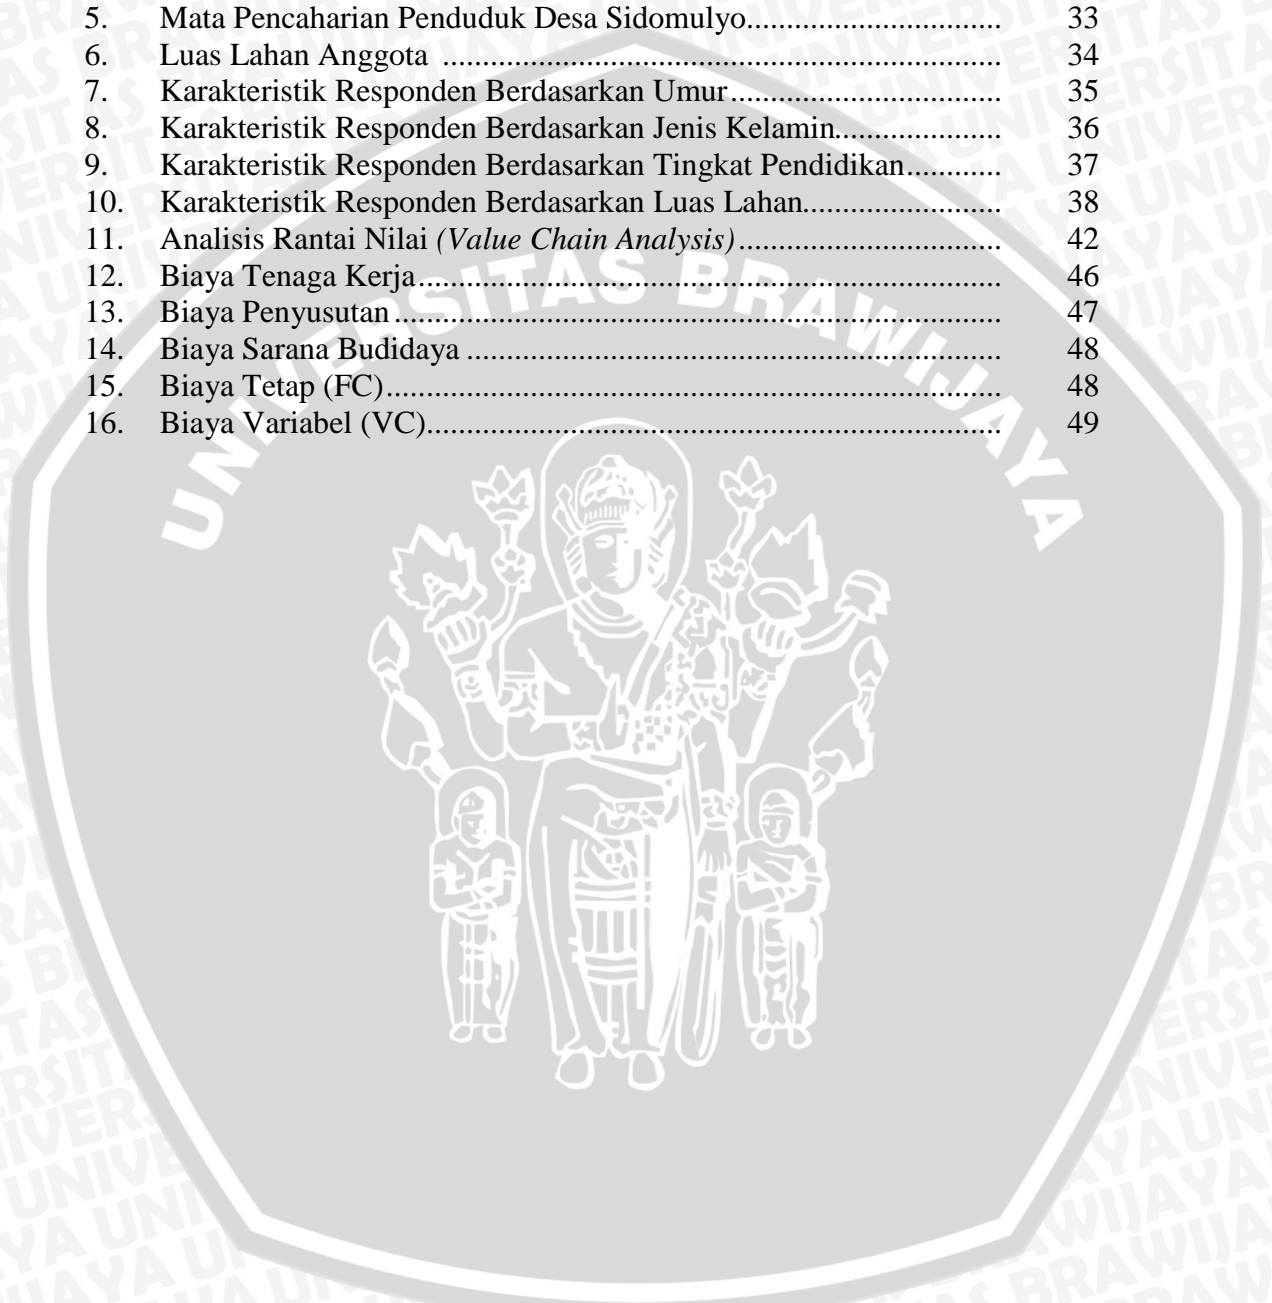 5. Mata Pencaharian Penduduk Desa Sidomulyo............................ 33
6. Luas Lahan Anggota ............................................................... 34
7. Karakteristik Responden Berdasarkan Umur.............................. 35
8. Karakteristik Responden Berdasarkan Jenis Kelamin................... 36
9. Karakteristik Responden Berdasarkan Tingkat Pendidikan........... 37
10. Karakteristik Responden Berdasarkan Luas Lahan...................... 38
11. Analisis Rantai Nilai (Value Chain Analysis)............................. 42
12. Biaya Tenaga Kerja................................................................. 46
13. Biaya Penyusutan.................................................................... 47
14. Biaya Sarana Budidaya ............................................................ 48
15. Biaya Tetap (FC)..................................................................... 48
16. Biaya Variabel (VC)................................................................ 49
UNIVERSITAS BRAWIJAYA